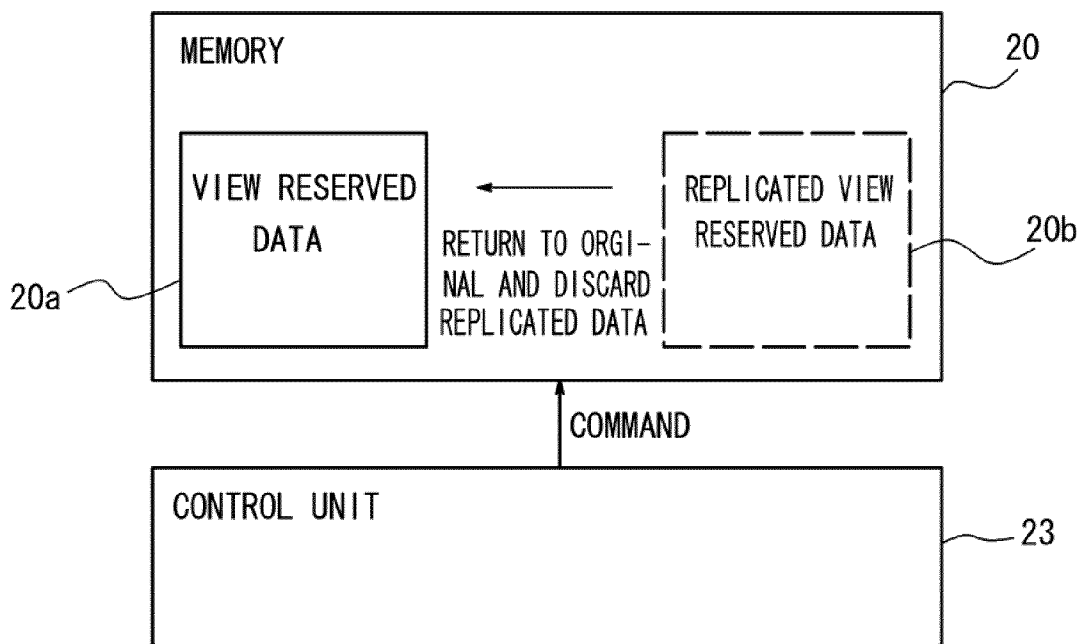 MEMORY
20
VIEW RESERVED
DATA
REPLICATED VIEW
RESERVED DATA
20b
RETURN TO ORGI-
NAL AND DISCARD
REPLICATED DATA
20a
COMMAND
CONTROL UNIT
23